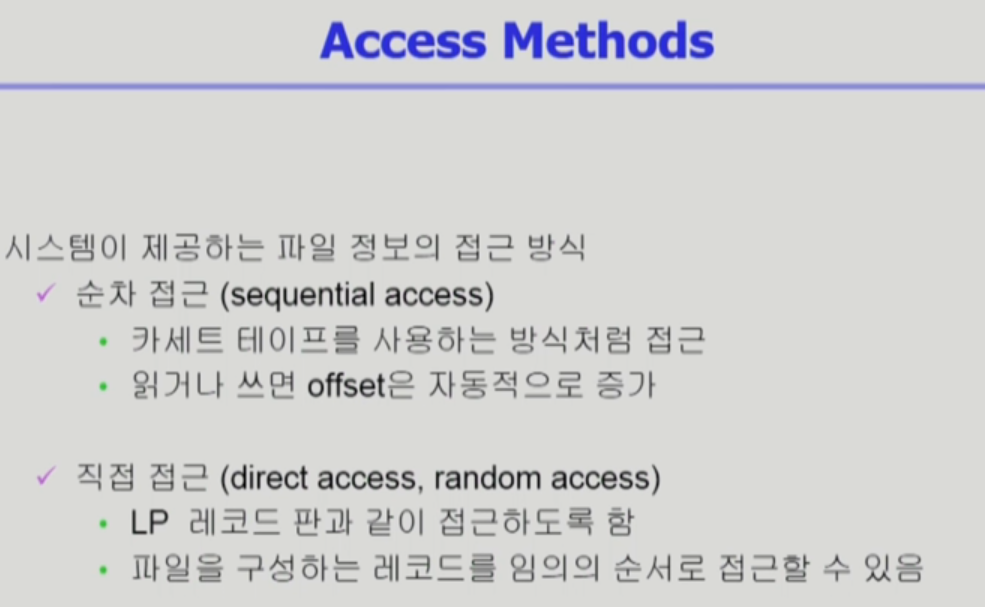 Access Methods
시스템이 제공하는 파일 정보의 접근 방식
✓ 순차 접근 (sequential access)
• 카세트 테이프를 사용하는 방식처럼 접근
• 읽거나 쓰면 offset은 자동적으로 증가
✓ 직접 접근 (direct access, random access)
• LP 레코드 판과 같이 접근하도록 함
• 파일을 구성하는 레코드를 임의의 순서로 접근할 수 있음